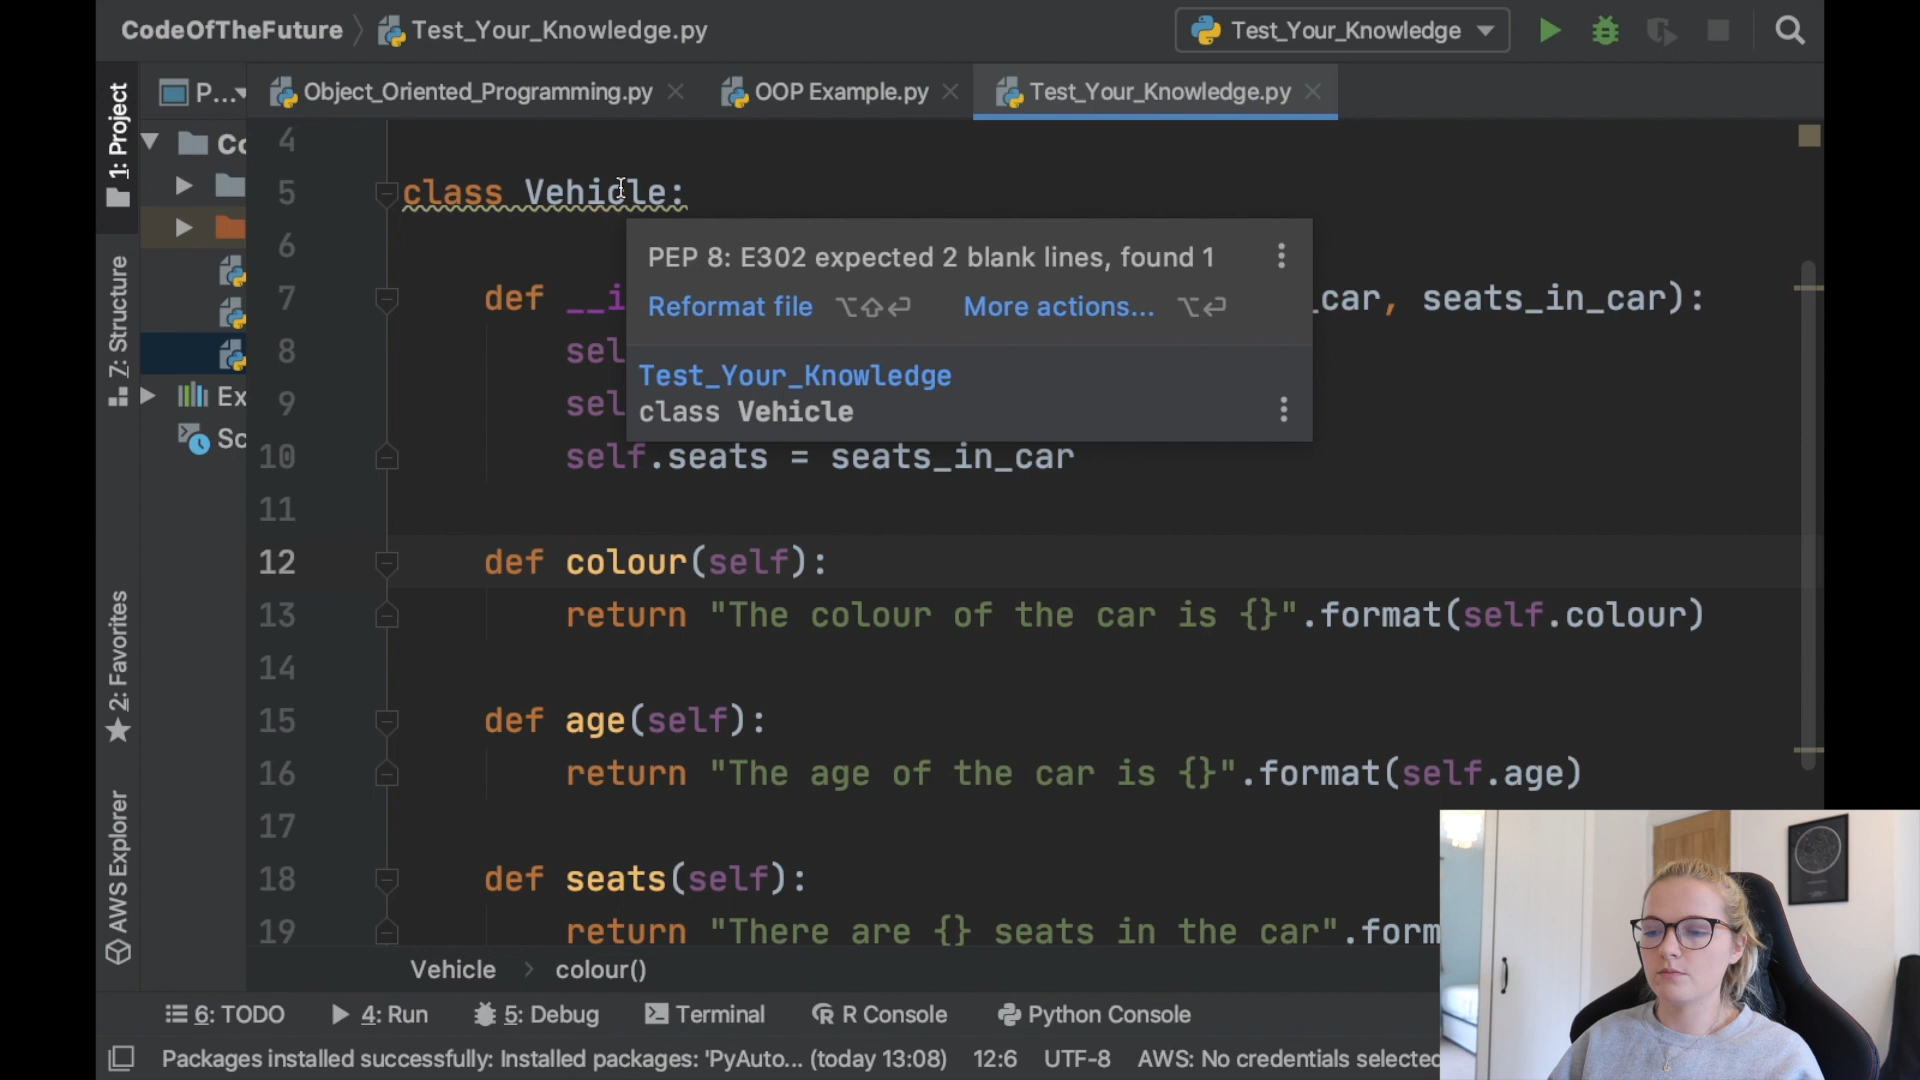 CodeOfTheFuture
Test_Your_Knowledge.py
Test_Your_Knowledge
1: Project
P...
Object_Oriented_Programming.py
OOP Example.py
Test_Your_Knowledge.py
4
5 class Vehicle:
6
PEP 8: E302 expected 2 blank lines, found 1
7 def __i _car, seats_in_car):
Reformat file ⌥⇧⏎ More actions... ⌥⏎
8 sel
Test_Your_Knowledge
9 sel
class Vehicle
10 self.seats = seats_in_car
11
12 def colour(self):
13 return "The colour of the car is {}".format(self.colour)
14
15 def age(self):
16 return "The age of the car is {}".format(self.age)
17
18 def seats(self):
19 return "There are {} seats in the car".form
Ex
Z: Structure
2: Favorites
AWS Explorer
Vehicle > colour()
6: TODO
4: Run
5: Debug
Terminal
R Console
Python Console
Packages installed successfully: Installed packages: 'PyAuto... (today 13:08)
12:6
UTF-8
AWS: No credentials selected